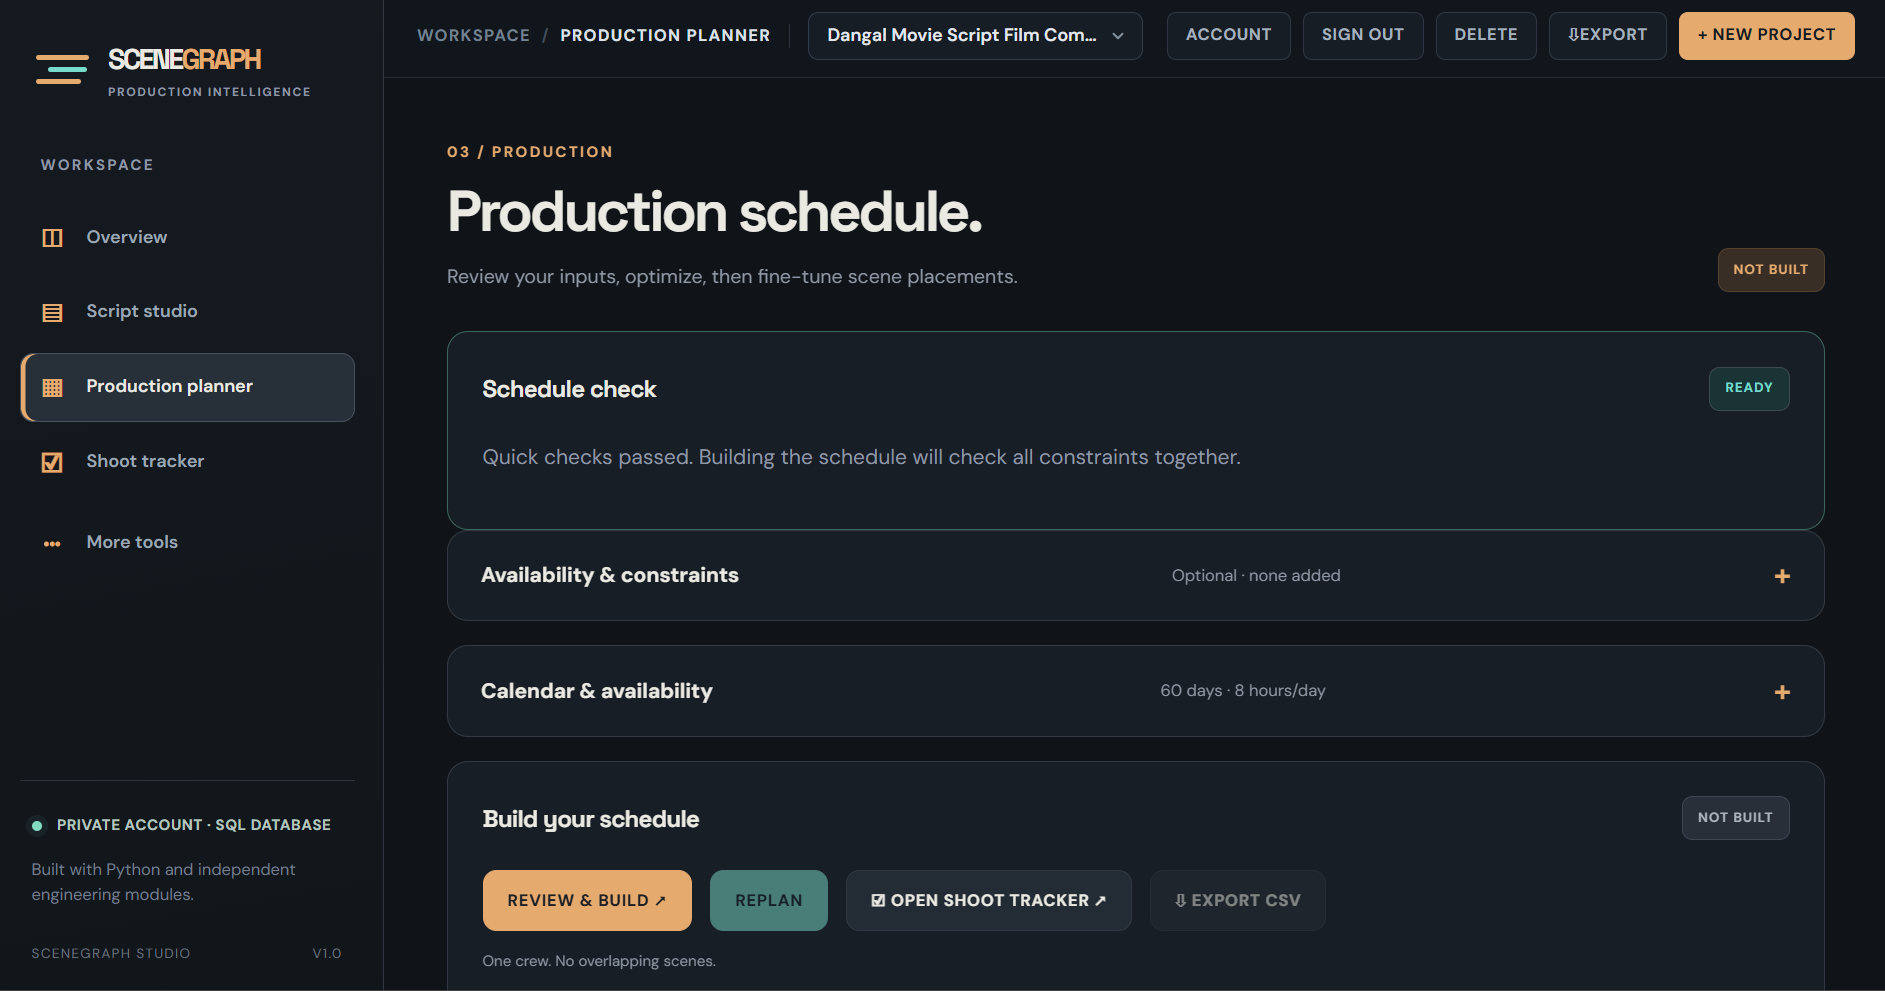 SCENEGRAPH
PRODUCTION INTELLIGENCE
WORKSPACE
Overview
Script studio
Production planner
Shoot tracker
More tools
PRIVATE ACCOUNT · SQL DATABASE
Built with Python and independent
engineering modules.
SCENEGRAPH STUDIO V1.0
WORKSPACE / PRODUCTION PLANNER
Dangal Movie Script Film Com...
ACCOUNT
SIGN OUT
DELETE
⇩EXPORT
+ NEW PROJECT
03 / PRODUCTION
Production schedule.
Review your inputs, optimize, then fine-tune scene placements.
NOT BUILT
Schedule check
READY
Quick checks passed. Building the schedule will check all constraints together.
Availability & constraints
Optional · none added
+
Calendar & availability
60 days · 8 hours/day
+
Build your schedule
NOT BUILT
REVIEW & BUILD ↗
REPLAN
☑ OPEN SHOOT TRACKER ↗
⇩ EXPORT CSV
One crew. No overlapping scenes.